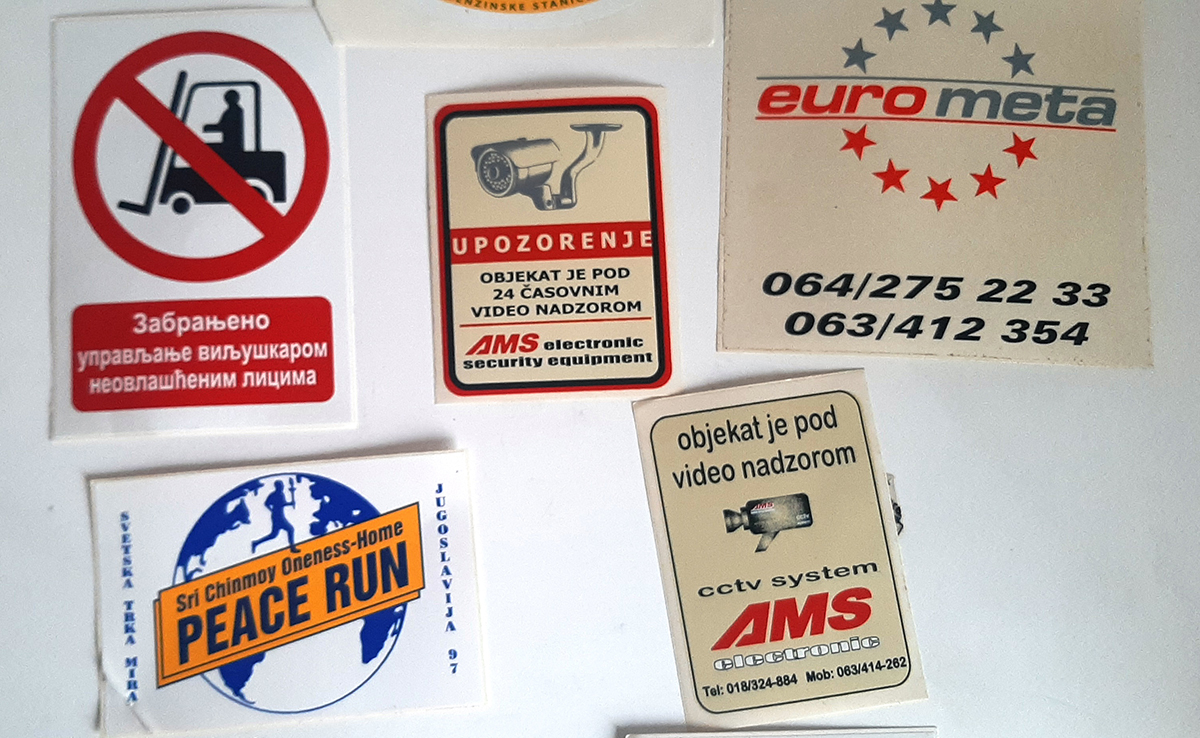 Забрањено
управљање виљушкаром
неовлашћеним лицима
UPOZORENJE
OBJEKAT JE POD
24 ČASOVNIM
VIDEO NADZOROM
AMS electronic
security equipment
euro meta
064/275 22 33
063/412 354
SVETSKA TRKA MIRA
Sri Chinmoy Oneness-Home
PEACE RUN
JUGOSLAVIJA 97
objekat je pod
video nadzorom
AMS
cctv system
AMS
electronic
Tel: 018/324-884 Mob: 063/414-262